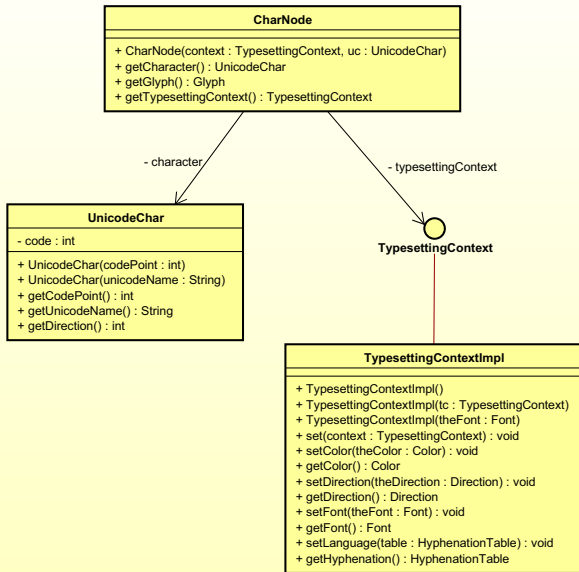 CharNode
+ CharNode(context : TypesettingContext, uc : UnicodeChar)
+ getCharacter() : UnicodeChar
+ getGlyph() : Glyph
+ getTypesettingContext() : TypesettingContext
- character
- typesettingContext
UnicodeChar
- code : int
+ UnicodeChar(codePoint : int)
+ UnicodeChar(unicodeName : String)
+ getCodePoint() : int
+ getUnicodeName() : String
+ getDirection() : int
TypesettingContext
TypesettingContextImpl
+ TypesettingContextImpl()
+ TypesettingContextImpl(tc : TypesettingContext)
+ TypesettingContextImpl(theFont : Font)
+ set(context : TypesettingContext) : void
+ setColor(theColor : Color) : void
+ getColor() : Color
+ setDirection(theDirection : Direction) : void
+ getDirection() : Direction
+ setFont(theFont : Font) : void
+ getFont() : Font
+ setLanguage(table : HyphenationTable) : void
+ getHyphenation() : HyphenationTable